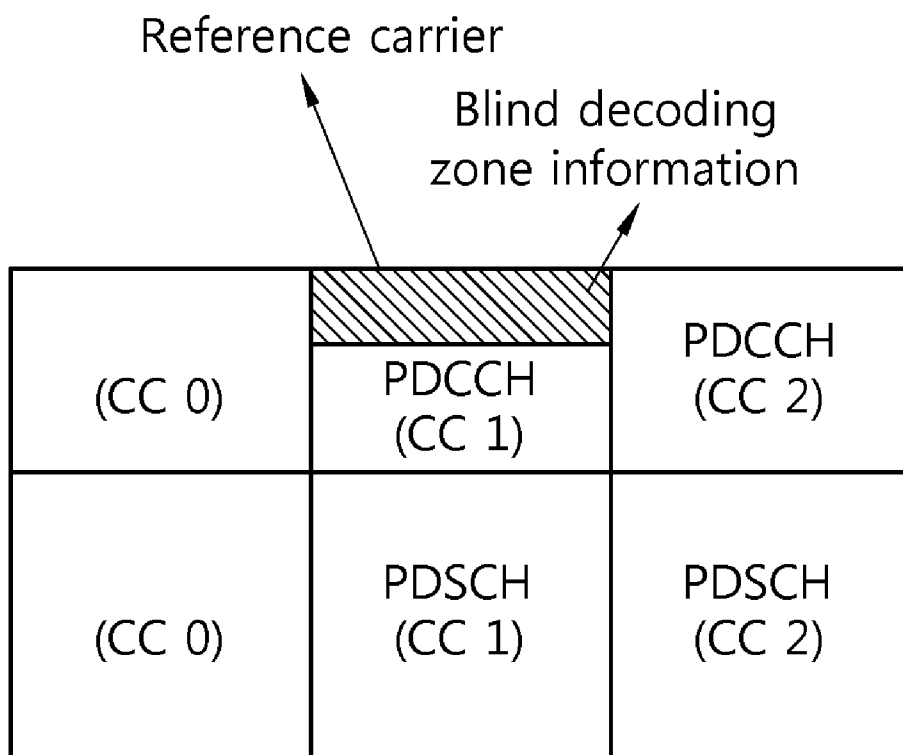 Reference carrier
Blind decoding
zone information
(CC 0)
PDCCH
(CC 1)
PDCCH
(CC 2)
(CC 0)
PDSCH
(CC 1)
PDSCH
(CC 2)